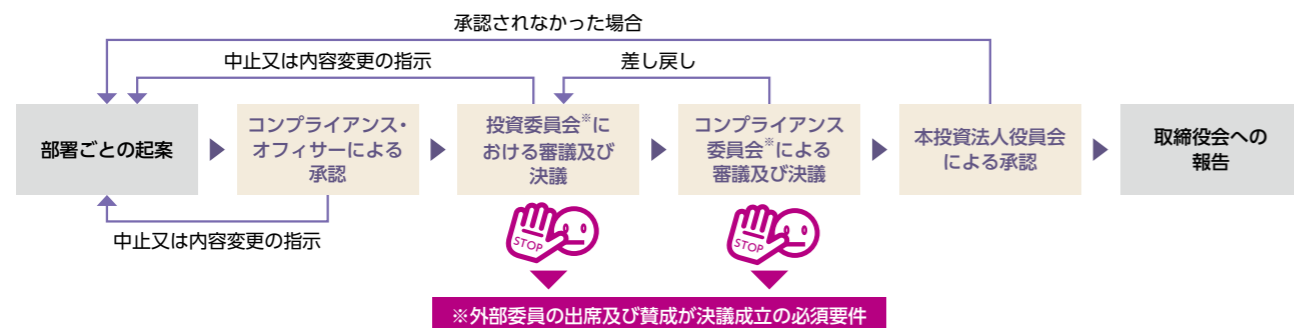 承認されなかった場合
中止又は内容変更の指示
差し戻し
部署ごとの起案
コンプライアンス・
オフィサーによる
承認
投資委員会※に
おける審議及び
決議
コンプライアンス
委員会※による
審議及び決議
本投資法人役員会
による承認
取締役会への
報告
中止又は内容変更の指示
STOP
STOP
※外部委員の出席及び賛成が決議成立の必須要件